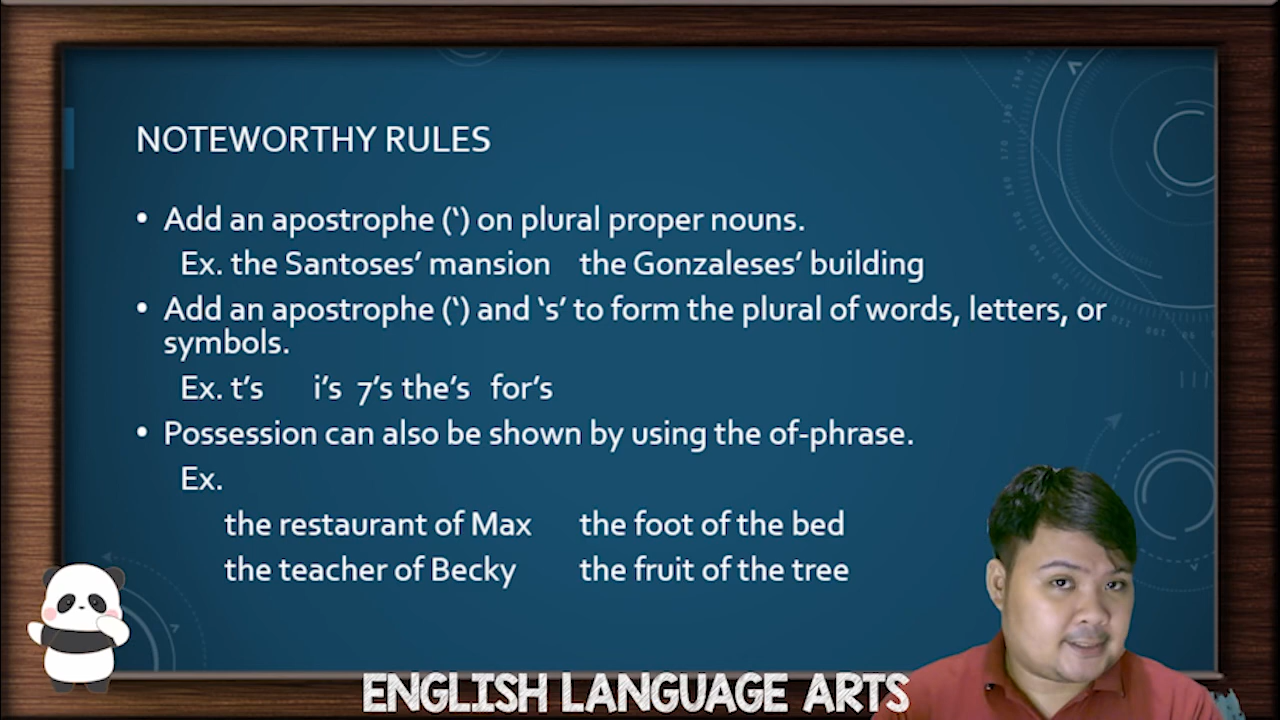 NOTEWORTHY RULES
• Add an apostrophe (‘) on plural proper nouns.
Ex. the Santoses’ mansion the Gonzaleses’ building
• Add an apostrophe (‘) and ‘s’ to form the plural of words, letters, or
symbols.
Ex. t’s i’s 7’s the’s for’s
• Possession can also be shown by using the of-phrase.
Ex.
the restaurant of Max the foot of the bed
the teacher of Becky the fruit of the tree
ENGLISH LANGUAGE ARTS